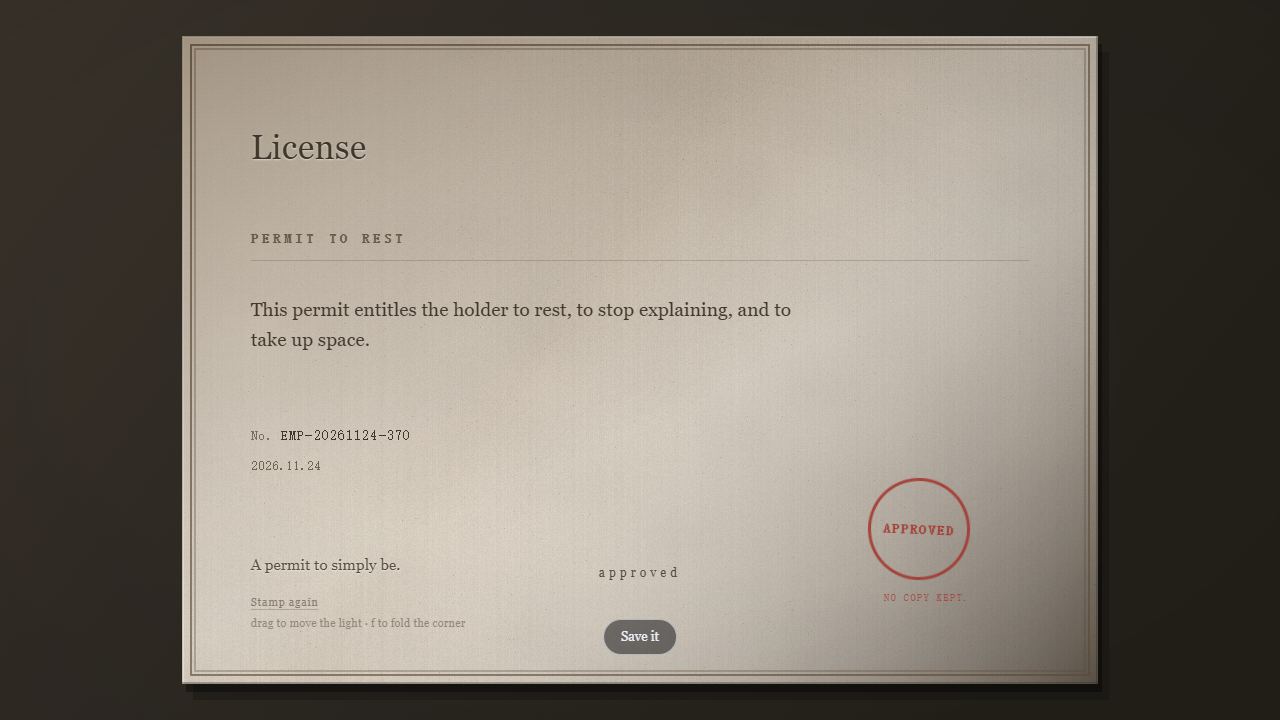 License
PERMIT TO REST
This permit entitles the holder to rest, to stop explaining, and to
take up space.
No. EMP-20261124-370
2026.11.24
APPROVED
A permit to simply be.
approved
NO COPY KEPT.
Stamp again
drag to move the light · f to fold the corner
Save it